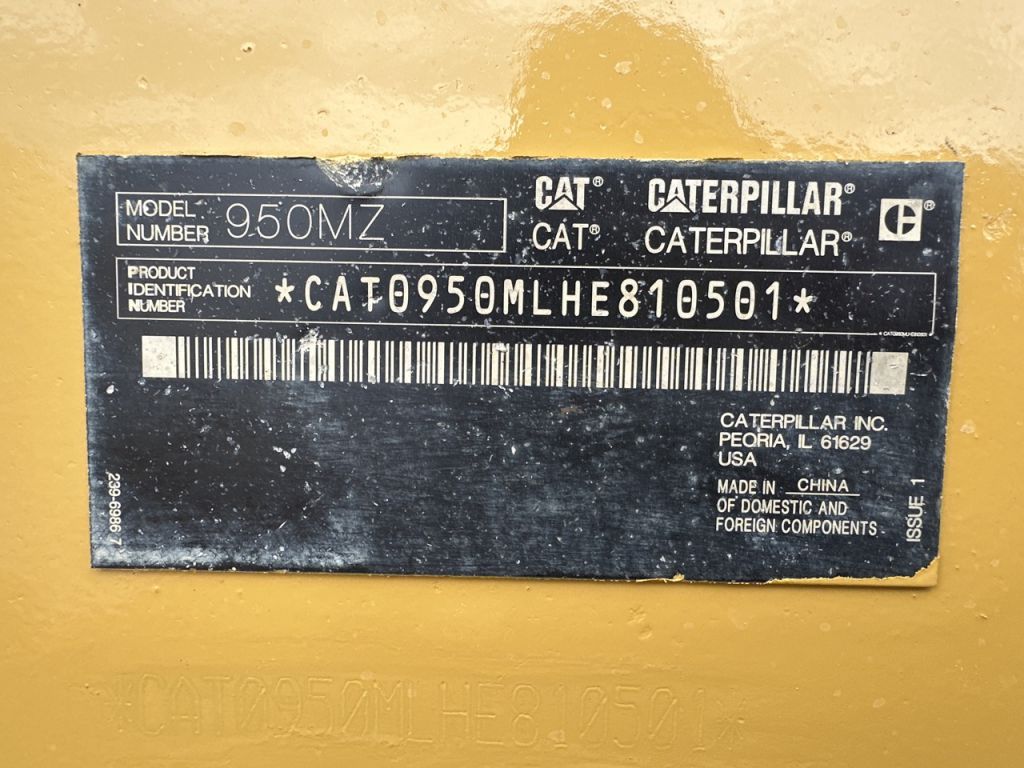 MODEL
NUMBER 950MZ
CAT® CATERPILLAR®
CAT® CATERPILLAR®
PRODUCT
IDENTIFICATION
NUMBER
*CAT0950MLHE810501*
CATERPILLAR INC.
PEORIA, IL 61629
USA
MADE IN CHINA
OF DOMESTIC AND
FOREIGN COMPONENTS
ISSUE 1
239-6986 7
*CAT0950MLHE810501*